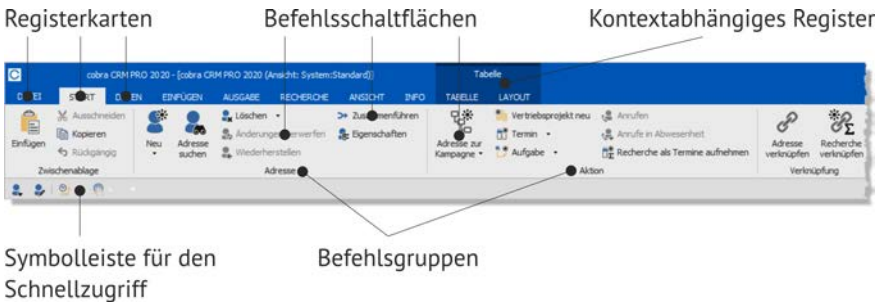 Registerkarten Befehlsschaltflächen Kontextabhängiges Register
cobra CRM PRO 2020 - [cobra CRM PRO 2020 (Ansicht: System:Standard)] Tabelle
EINFÜGEN AUSGABE RECHERCHE ANSICHT INFO TABELLE LAYOUT
Ausschneiden Löschen Vertriebsprojekt neu Anrufen
Kopieren Termin Anrufe in Abwesenheit
Rückgängig Wiederherstellen Aufgabe Recherche als Termine aufnehmen
Eigenschaften
Einfügen Neu Adresse suchen Adresse zur Kampagne Adresse verknüpfen Recherche verknüpfen
Zwischenablage Adresse Aktion Verknüpfung
Symbolleiste für den Befehlsgruppen
Schnellzugriff